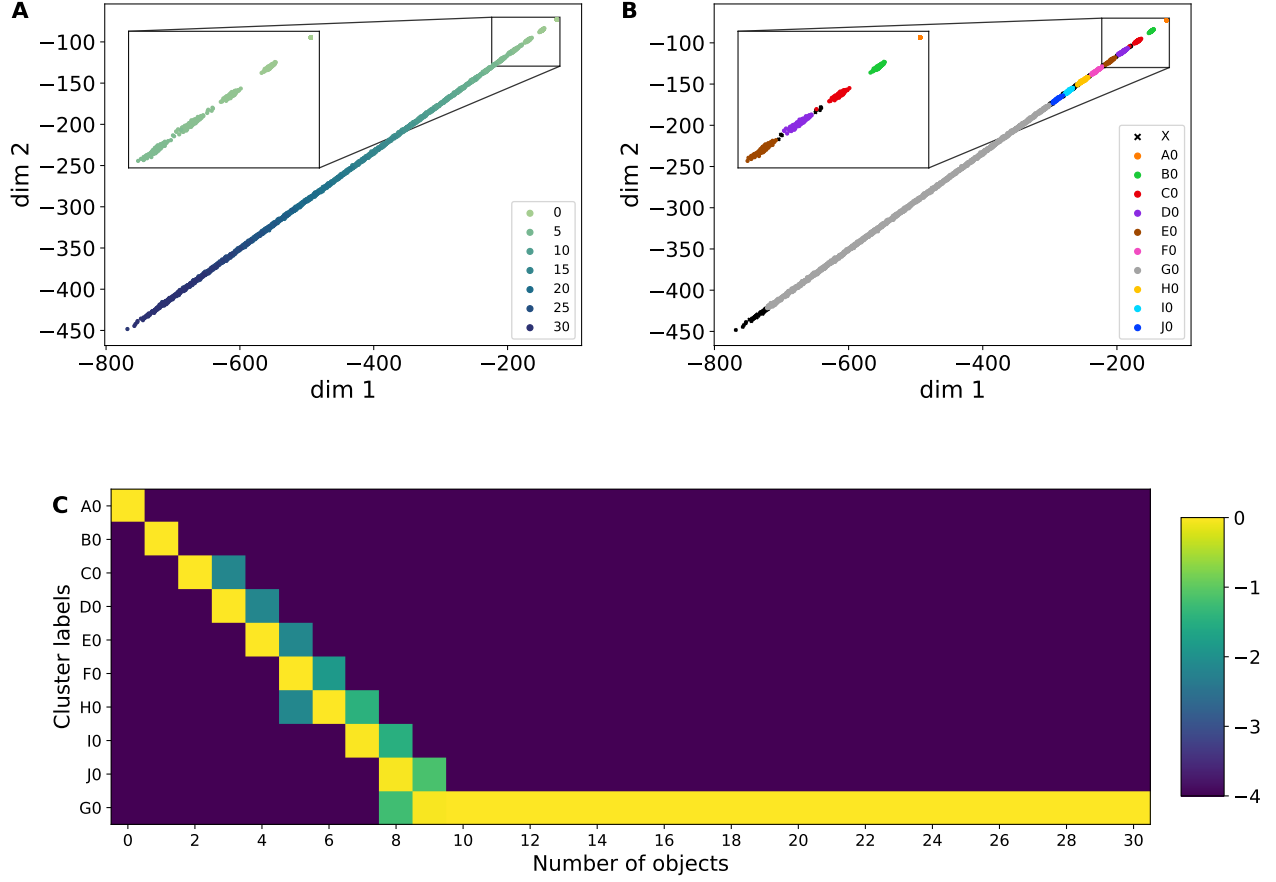 A
−100
−150
−200
−250
−300
−350
−400
−450
dim 2
−800
−600
−400
−200
dim 1
0
5
10
15
20
25
30
B
−100
−150
−200
−250
−300
−350
−400
−450
dim 2
−800
−600
−400
−200
dim 1
X
A0
B0
C0
D0
E0
F0
G0
H0
I0
J0
C
A0
B0
C0
D0
E0
F0
H0
I0
J0
G0
Cluster labels
0 2 4 6 8 10 12 14 16 18 20 22 24 26 28 30
Number of objects
0
−1
−2
−3
−4